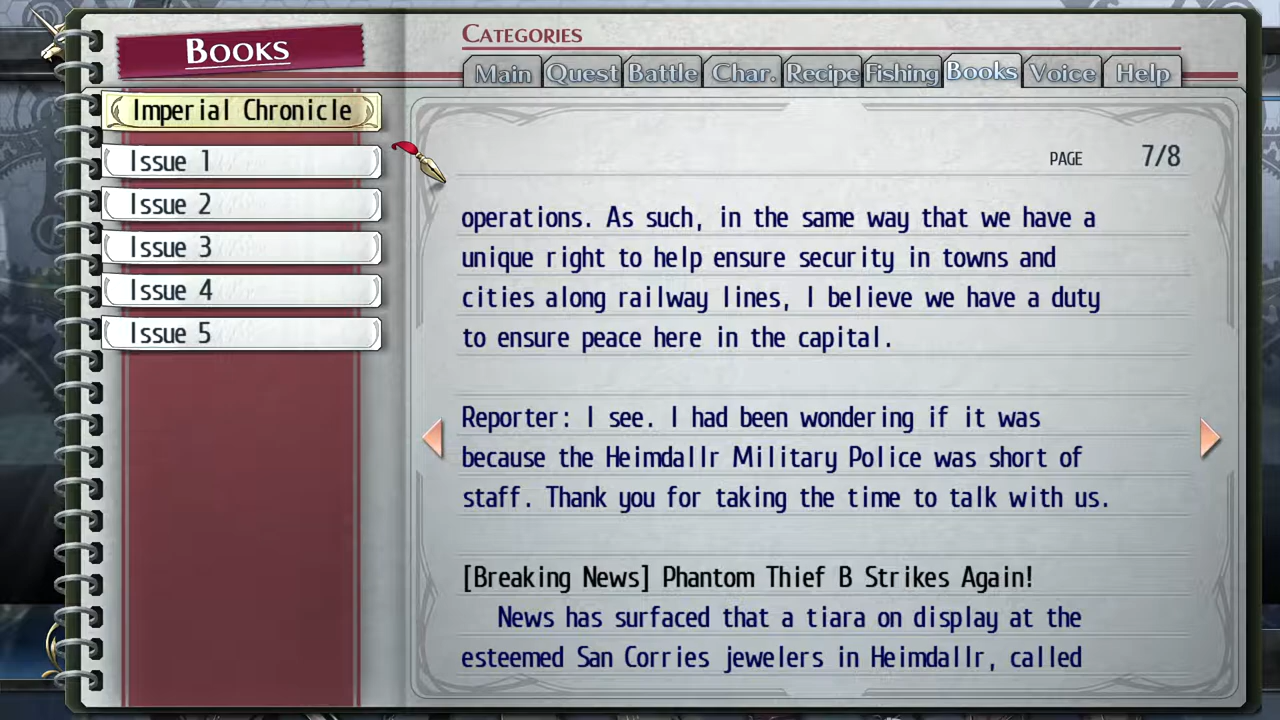 BOOKS
CATEGORIES
Main Quest Battle Char. Recipe Fishing Books Voice Help
Imperial Chronicle
Issue 1
Issue 2
Issue 3
Issue 4
Issue 5
PAGE 7/8
operations. As such, in the same way that we have a
unique right to help ensure security in towns and
cities along railway lines, I believe we have a duty
to ensure peace here in the capital.
Reporter: I see. I had been wondering if it was
because the Heimdallr Military Police was short of
staff. Thank you for taking the time to talk with us.
[Breaking News] Phantom Thief B Strikes Again!
News has surfaced that a tiara on display at the
esteemed San Corries jewelers in Heimdallr, called